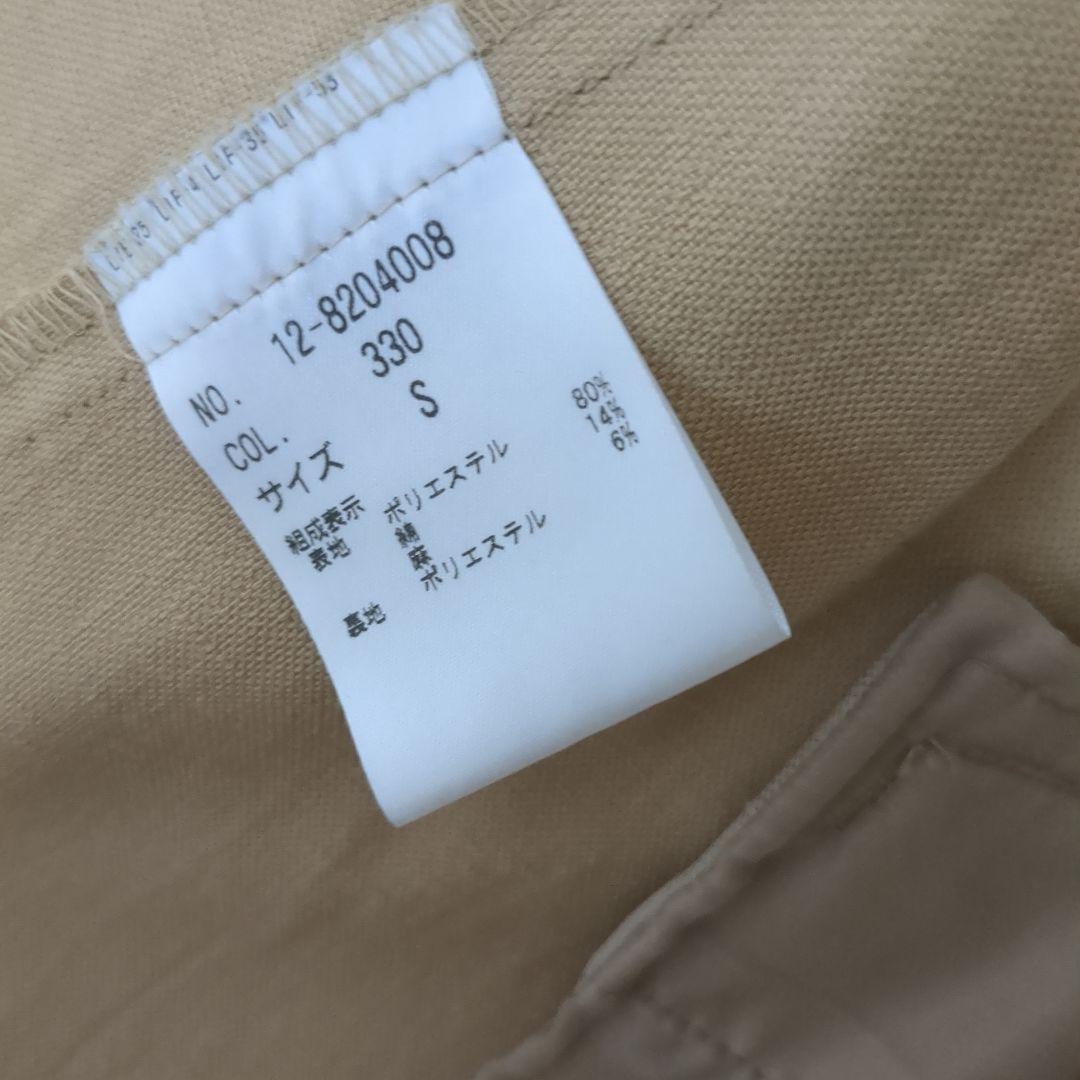 NO. 12-8204008
COL. 330
サイズ S
組成表示
表地 ポリエステル 80%
綿 14%
麻 6%
裏地 ポリエステル